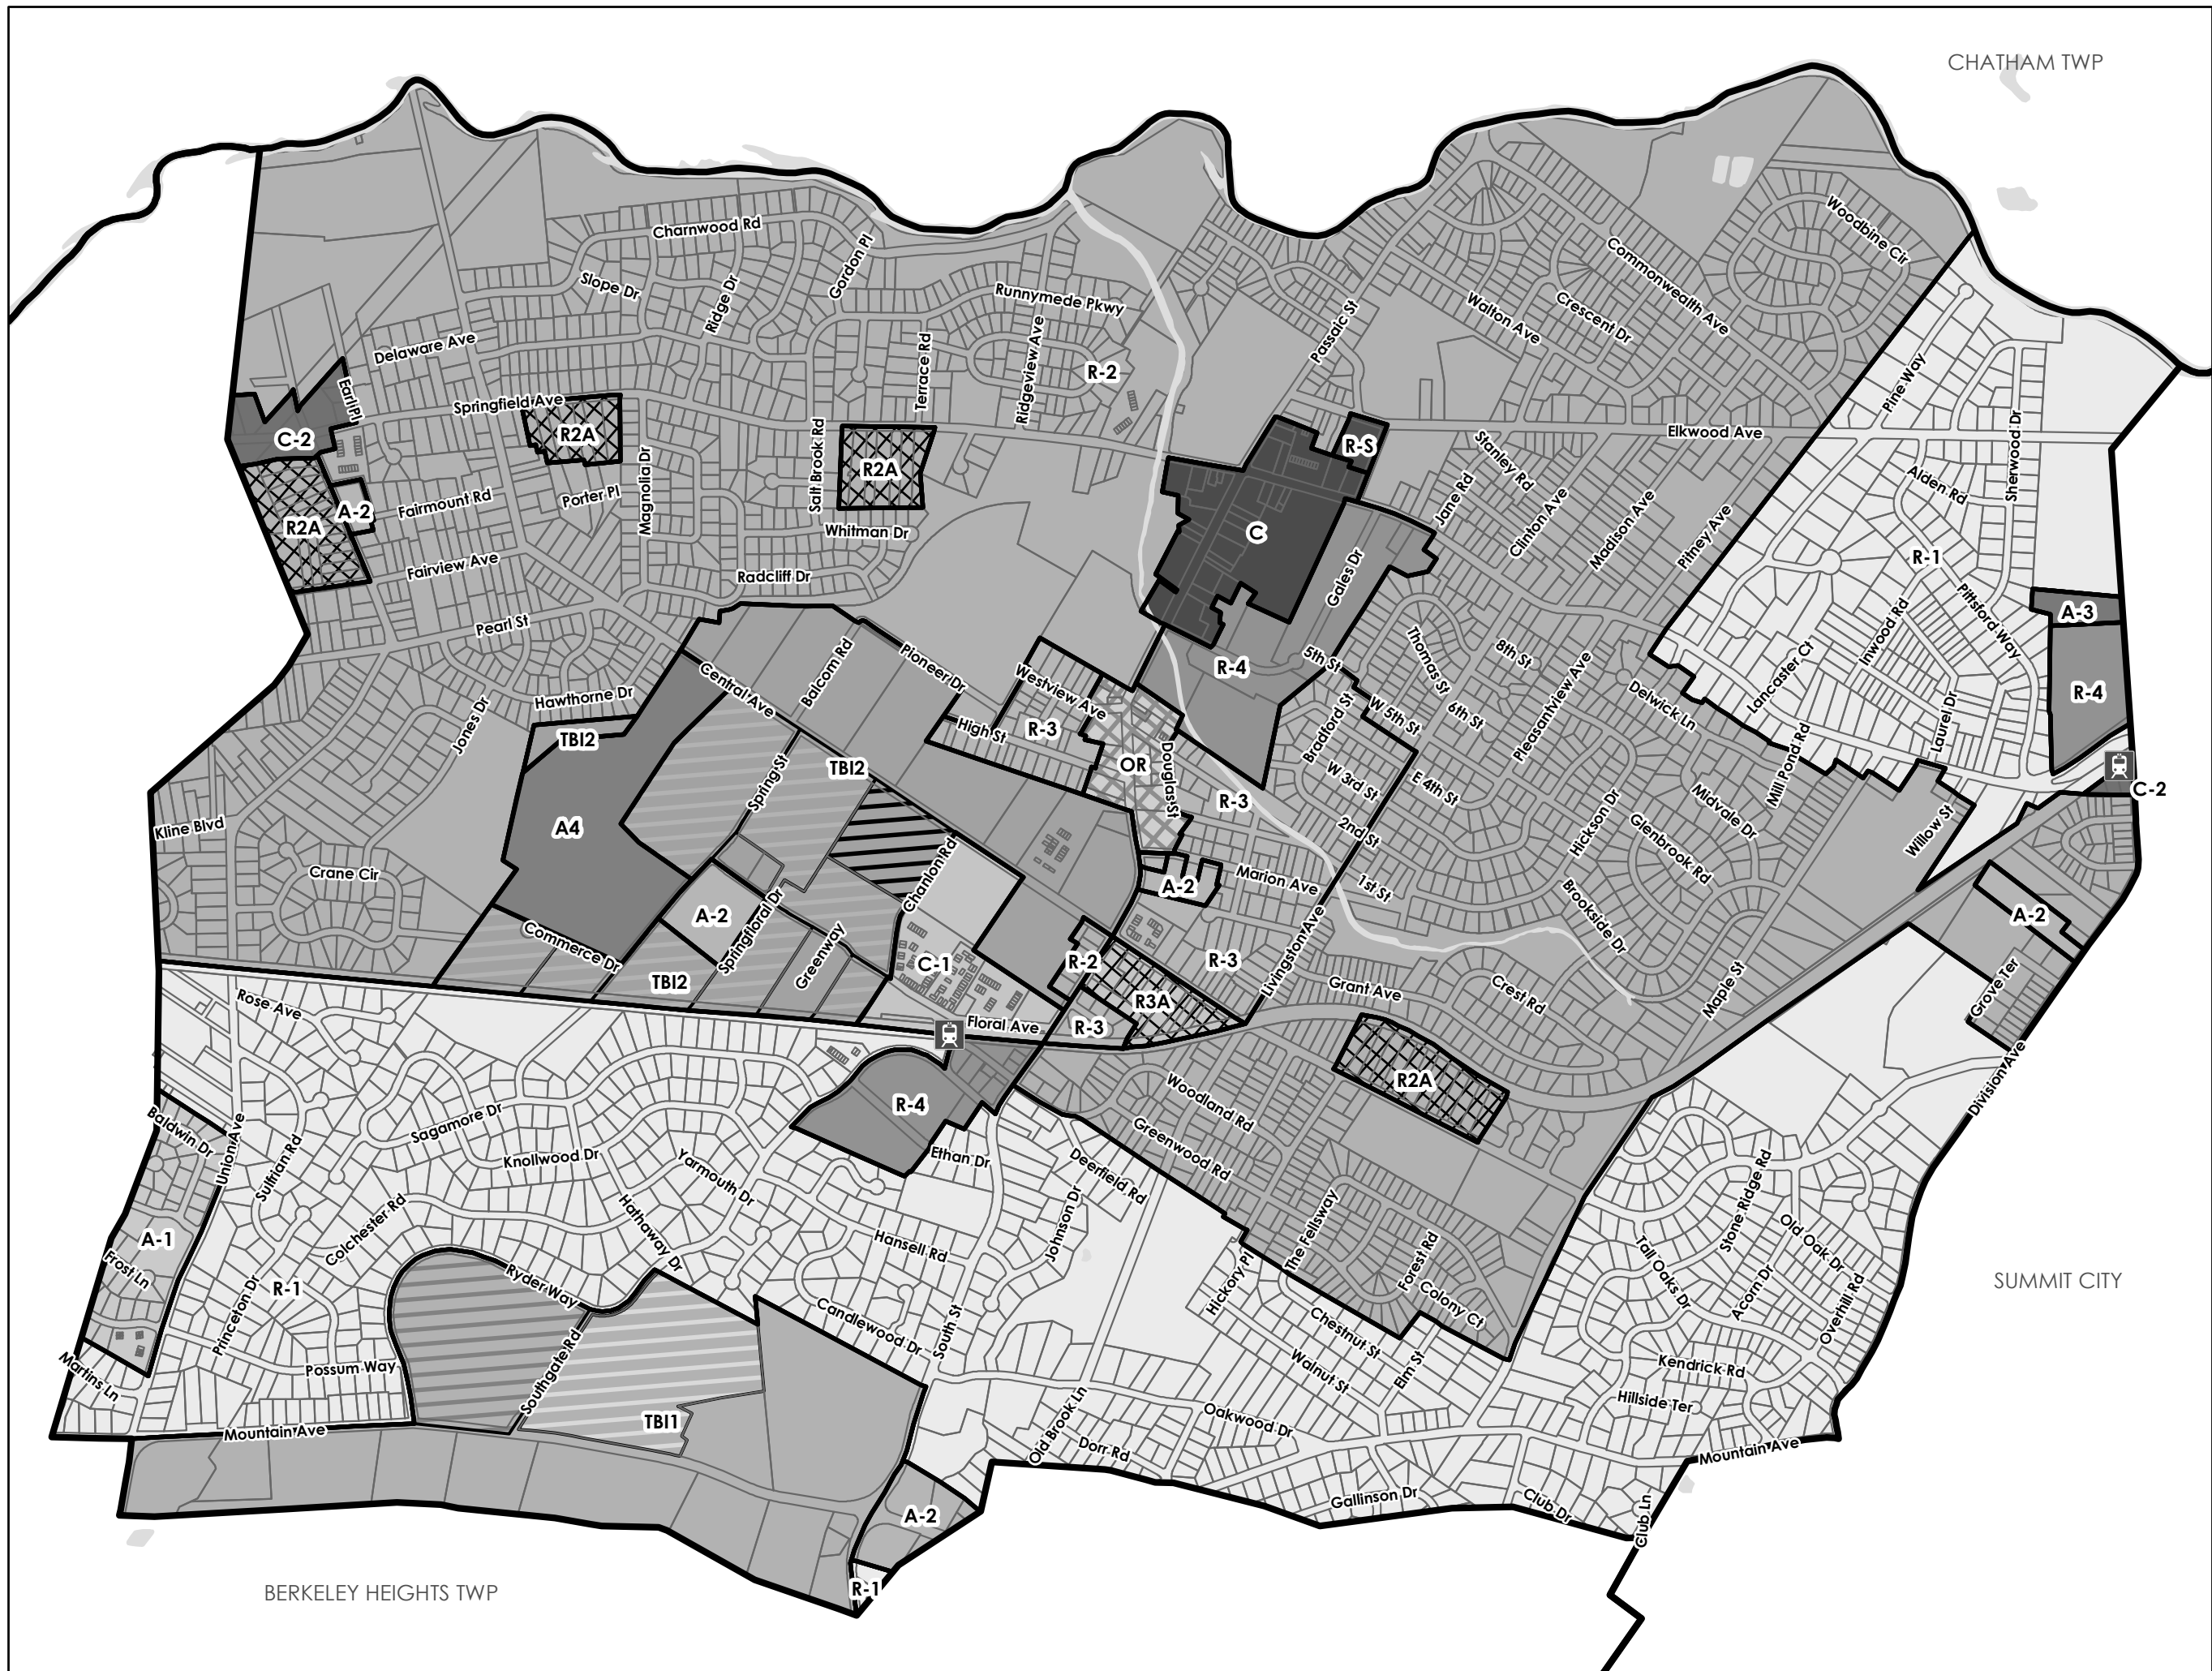 CHATHAM TWP
Woodbine Cir
Charnwood Rd
Gordon Pl
Commonwealth Ave
Slope Dr
Ridge Dr
Runnymede Pkwy
Walton Ave
Crescent Dr
Passaic St
Delaware Ave
Terrace Rd
Ridgeview Ave
R-2
Pine Way
Earl Pl
Springfield Ave
C-2
R2A
Elkwood Ave
R-S
Sherwood Dr
Stanley Rd
R2A
Salt Brook Rd
Magnolia Dr
Alden Rd
Jane Rd
Fairmount Rd
Porter Pl
A-2
R2A
Clinton Ave
Madison Ave
Pitney Ave
Whitman Dr
C
R-1
Fairview Ave
Radcliff Dr
Gales Dr
A-3
Pittsford Way
Inwood Rd
Pearl St
Thomas St
8th St
5th St
R-4
Pioneer Dr
Balcom Rd
Central Ave
Westview Ave
Hawthorne Dr
Lancaster Ct
Pleasantview Ave
Delwick Ln
R-4
6th St
W 5th St
Jones Dr
High St
R-3
Bradford St
Laurel Dr
TBI2
OR
Douglas St
TBI2
Spring St
Mill Pond Rd
C-2
W 3rd St
E 4th St
R-3
Midvale Dr
A4
Kline Blvd
2nd St
Hickson Dr
Glenbrook Rd
Willow St
Crane Cir
Chanlon Rd
A-2
Marion Ave
1st St
A-2
Springfloral Dr
Brookside Dr
A-2
Commerce Dr
Greenway
C-1
R-2
R-3
Livingston Ave
TBI2
Grant Ave
Crest Rd
Maple St
Grove Ter
Rose Ave
R3A
Floral Ave
R-3
Division Ave
R2A
Woodland Rd
R-4
Baldwin Dr
Union Ave
Sagamore Dr
Greenwood Rd
Knollwood Dr
Ethan Dr
Yarmouth Dr
Deerfield Rd
Colchester Rd
Hathaway Dr
Johnson Dr
Stone Ridge Rd
Old Oak Dr
A-1
Hansell Rd
The Fellsway
Forest Rd
Tall Oaks Dr
Frost Ln
R-1
Ryder Way
Hickory Pl
Acorn Dr
SUMMIT CITY
Princeton Dr
Colony Ct
Overhill Rd
Candlewood Dr
South St
Chestnut St
Possum Way
Southgate Rd
Walnut St
Elm St
Kendrick Rd
Martins Ln
Hillside Ter
TBI1
Old Brook Ln
Oakwood Dr
Mountain Ave
Dorr Rd
Mountain Ave
Gallinson Dr
Club Dr
Club Ln
A-2
R-1
BERKELEY HEIGHTS TWP